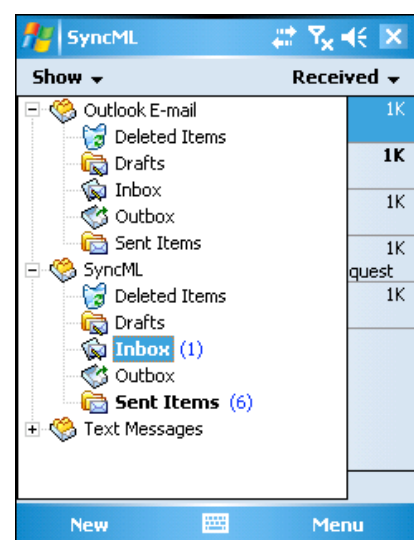 SyncML
Show Received
Outlook E-mail 1K
Deleted Items
Drafts 1K
Inbox 1K
Outbox
Sent Items 1K
SyncML quest
Deleted Items 1K
Drafts
Inbox (1)
Outbox
Sent Items (6)
Text Messages
New Menu